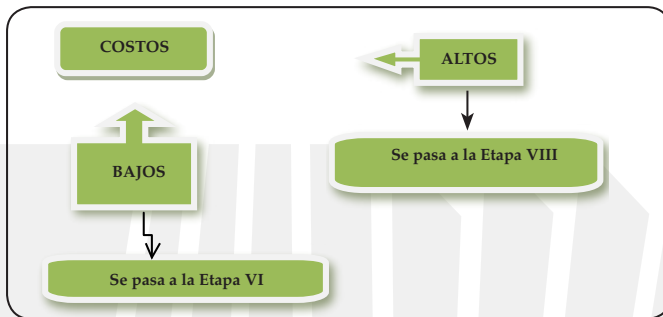 COSTOS
ALTOS
Se pasa a la Etapa VIII
BAJOS
Se pasa a la Etapa VI